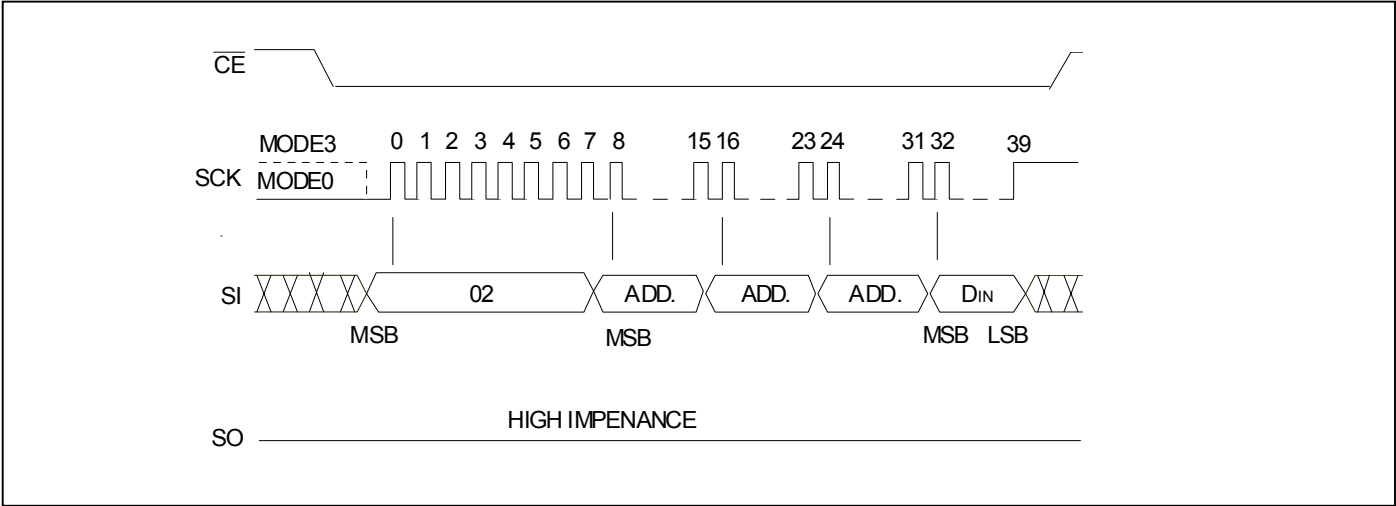 CE
MODE3 0 1 2 3 4 5 6 7 8 15 16 23 24 31 32 39
SCK MODE0
SI 02 ADD. ADD. ADD. DIN
MSB MSB MSB LSB
HIGH IMPENANCE
SO